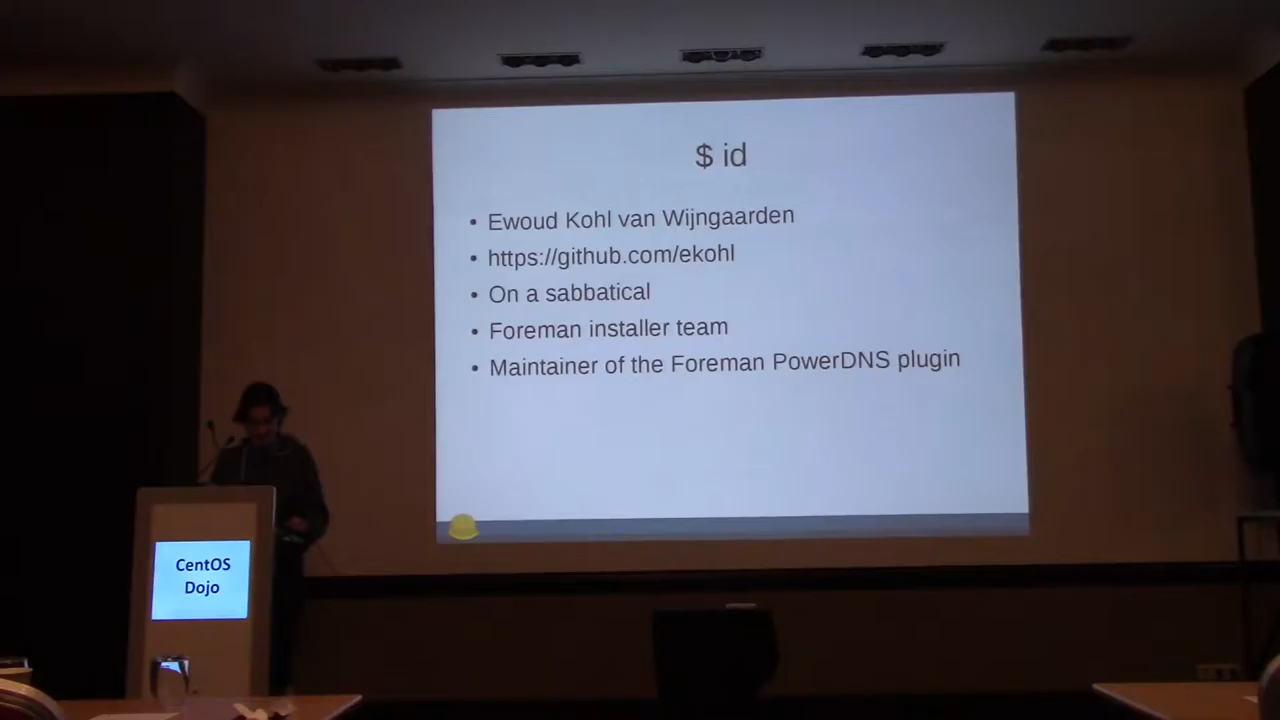 $ id
• Ewoud Kohl van Wijngaarden
• https://github.com/ekohl
• On a sabbatical
• Foreman installer team
• Maintainer of the Foreman PowerDNS plugin
CentOS
Dojo